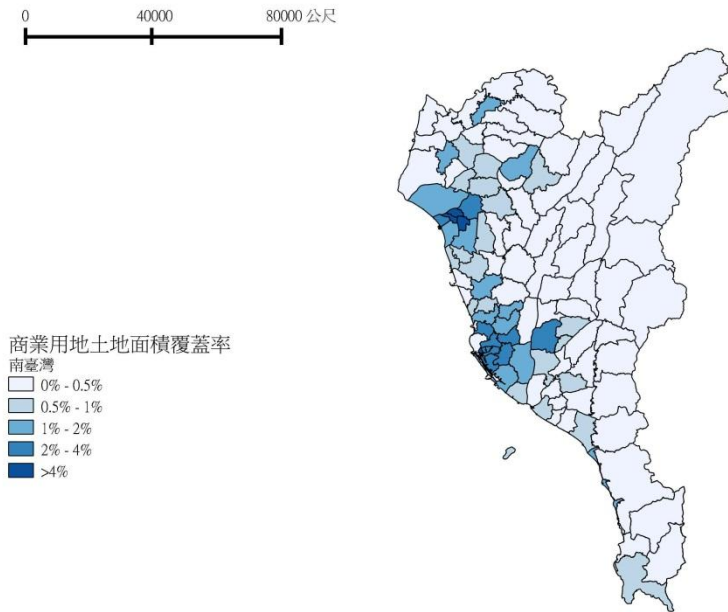 0 40000 80000 公尺
商業用地土地面積覆蓋率
南臺灣
0% - 0.5%
0.5% - 1%
1% - 2%
2% - 4%
>4%